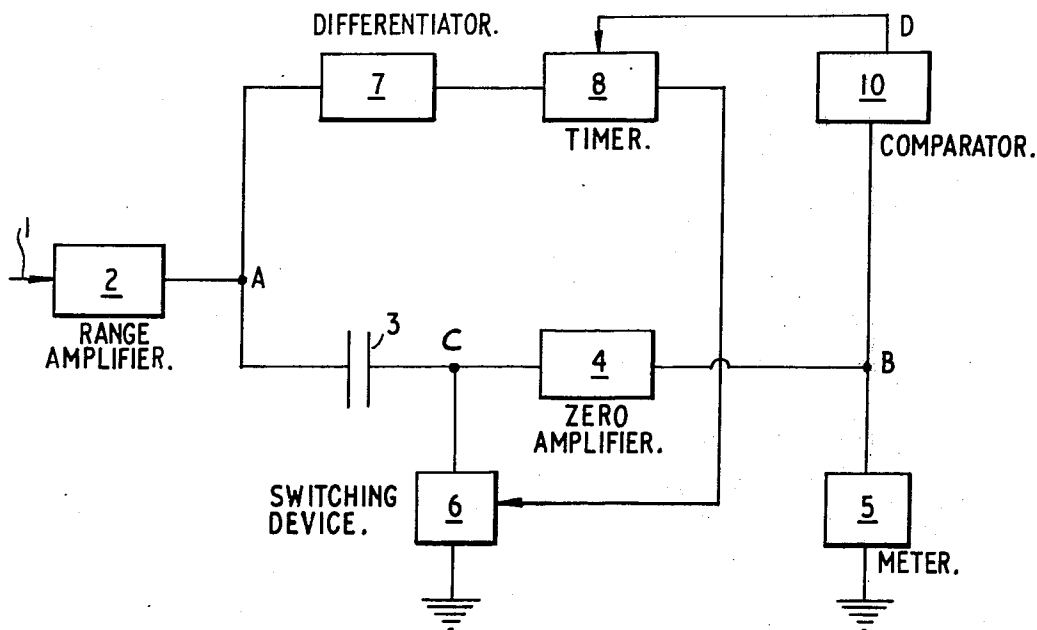 DIFFERENTIATOR.
D
7
8
10
TIMER.
COMPARATOR.
1
2
A
RANGE
AMPLIFIER.
3
C
4
B
ZERO
AMPLIFIER.
SWITCHING
DEVICE.
6
5
METER.